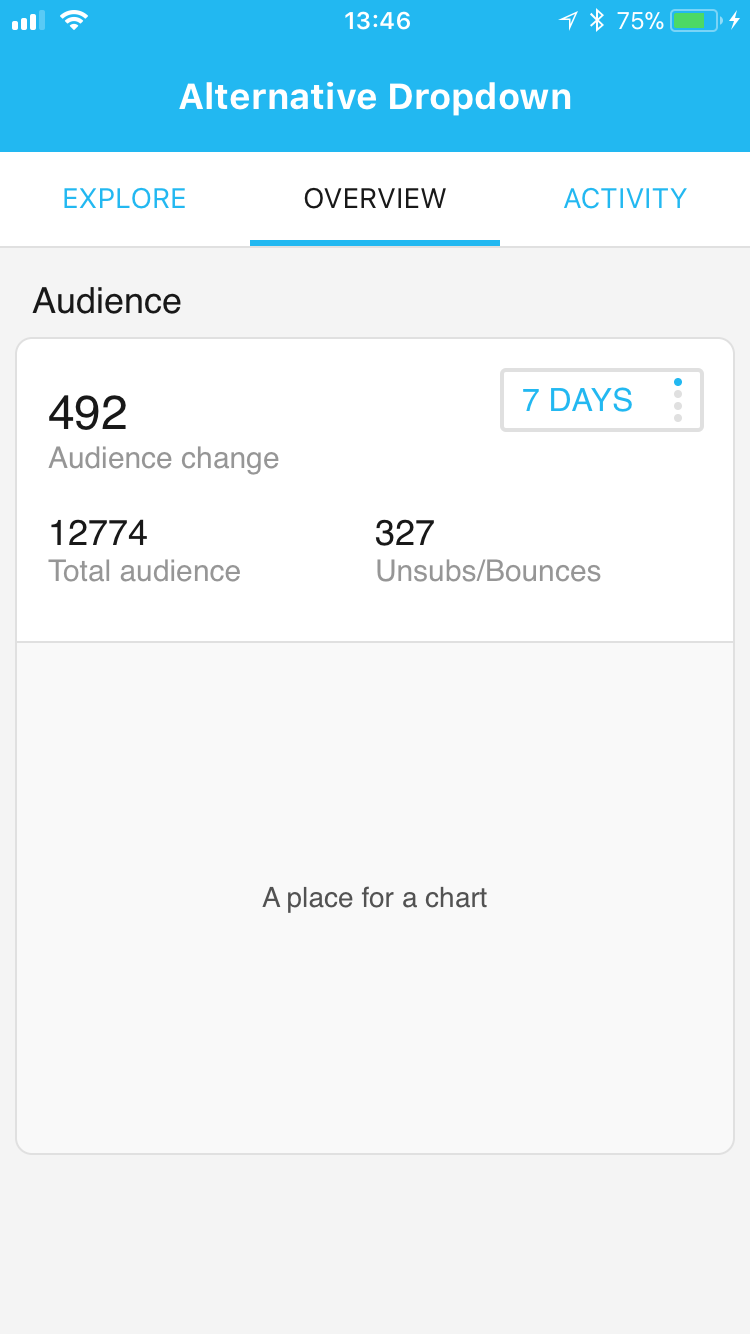 13:46 75%
Alternative Dropdown
EXPLORE OVERVIEW ACTIVITY
Audience
492 7 DAYS
Audience change
12774 327
Total audience Unsubs/Bounces
A place for a chart